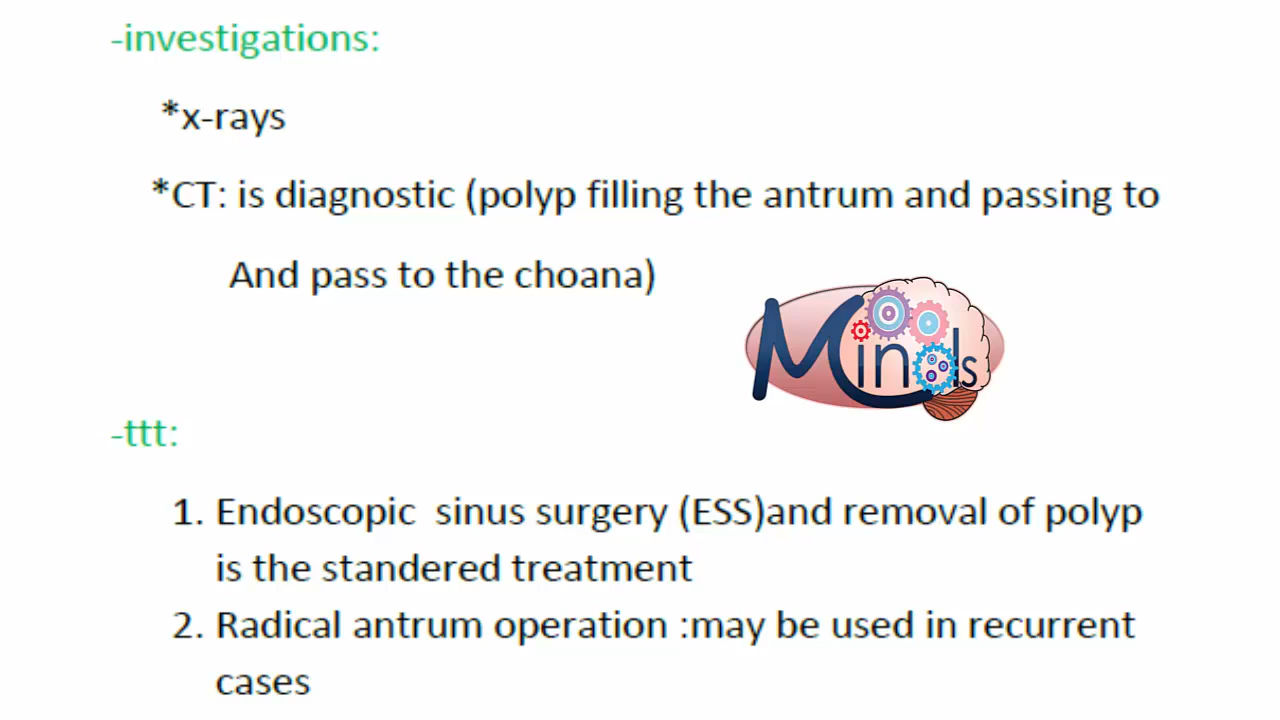 -investigations:
*x-rays
*CT: is diagnostic (polyp filling the antrum and passing to
And pass to the choana)
Minds
-ttt:
1. Endoscopic  sinus surgery (ESS)and removal of polyp
is the standered treatment
2. Radical antrum operation :may be used in recurrent
cases